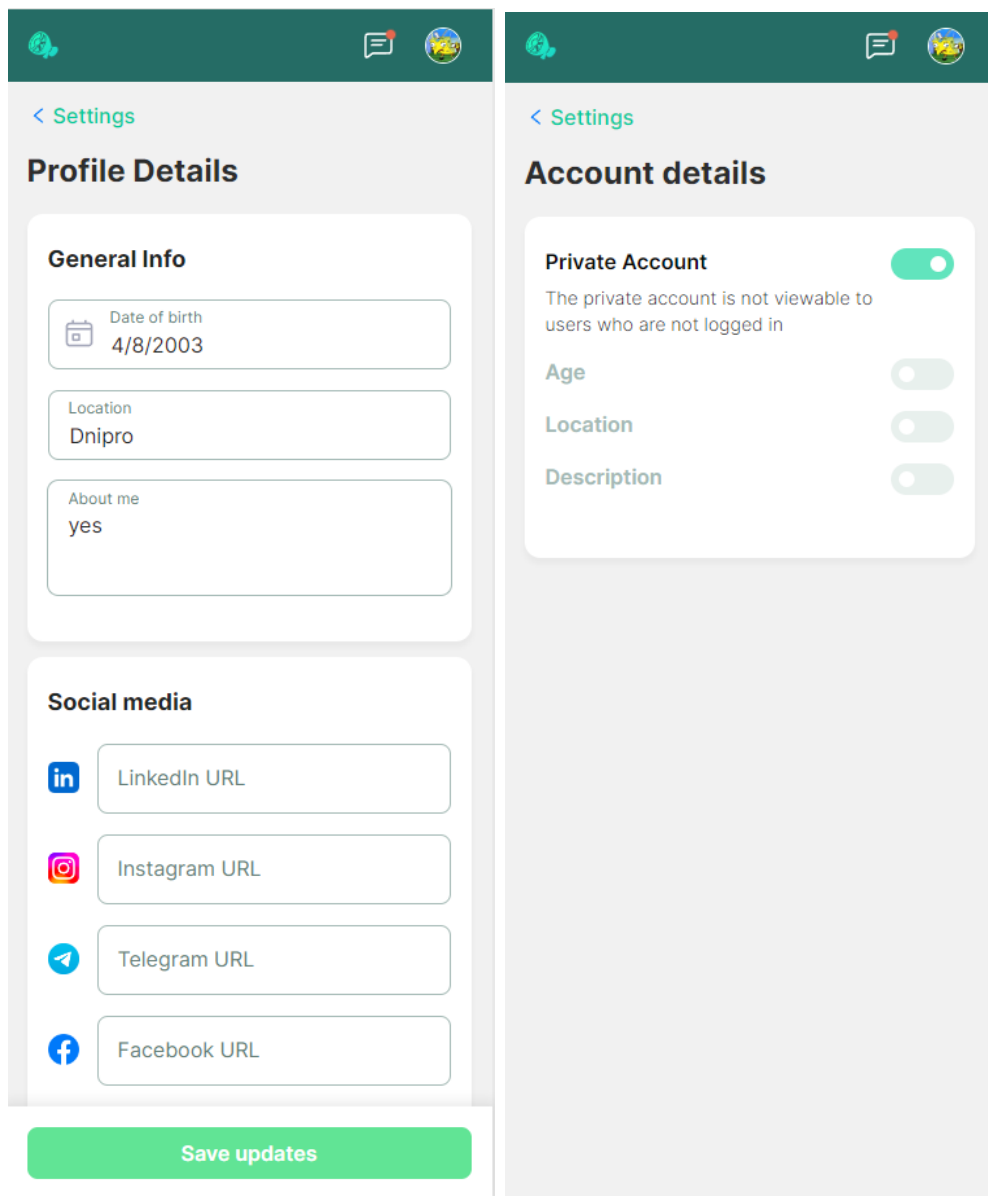 Settings
Profile Details
General Info
Date of birth
4/8/2003
Location
Dnipro
About me
yes
Social media
in
LinkedIn URL
Instagram URL
Telegram URL
Facebook URL
Save updates
Settings
Account details
Private Account
The private account is not viewable to
users who are not logged in
Age
Location
Description